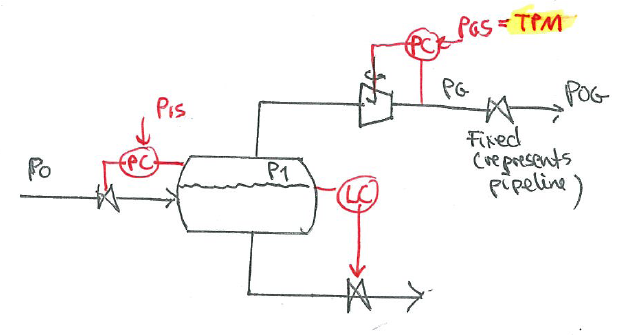 PGS = TPM
PC
PG
POG
Fixed
(represents
pipeline)
P1s
PC
P0
P1
LC